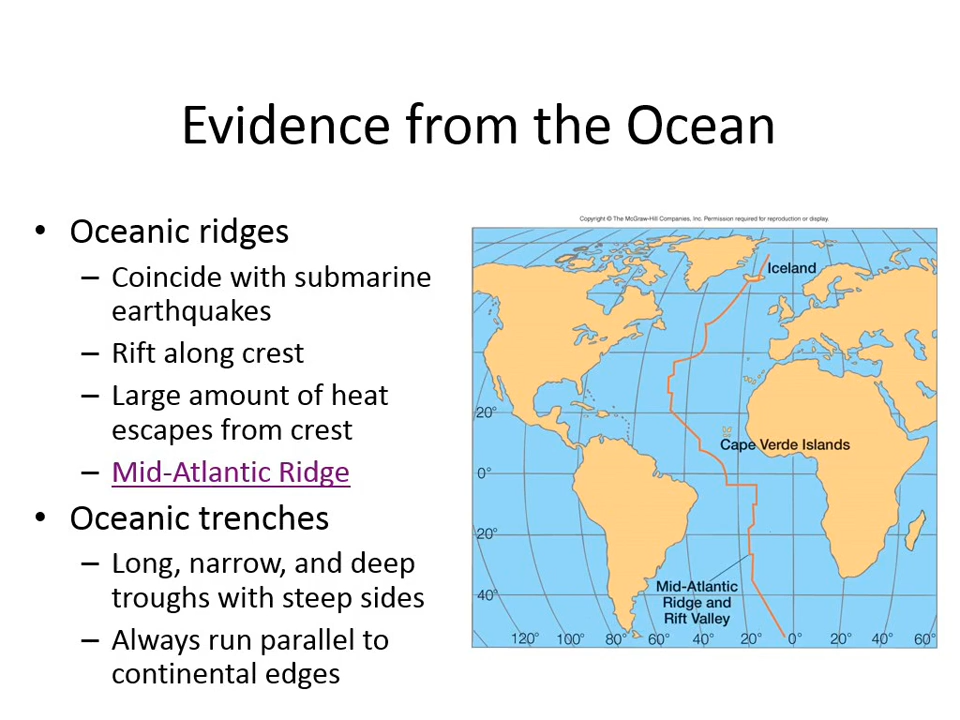 Evidence from the Ocean
• Oceanic ridges
– Coincide with submarine
earthquakes
– Rift along crest
– Large amount of heat
escapes from crest
– Mid-Atlantic Ridge
• Oceanic trenches
– Long, narrow, and deep
troughs with steep sides
– Always run parallel to
continental edges
Copyright © The McGraw-Hill Companies, Inc. Permission required for reproduction or display.
Iceland
20°
Cape Verde Islands
0°
20°
Mid-Atlantic
Ridge and
Rift Valley
40°
120° 100° 80° 60° 40° 20° 0° 20° 40° 60°